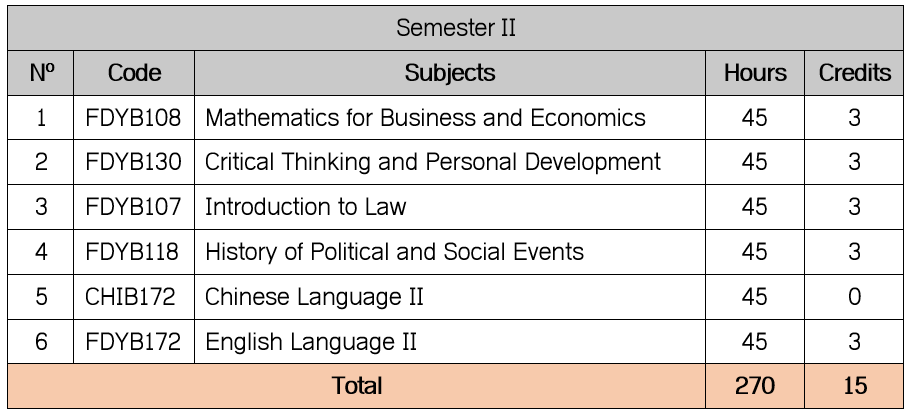 Semester II
Nº Code Subjects Hours Credits
1 FDYB108 Mathematics for Business and Economics 45 3
2 FDYB130 Critical Thinking and Personal Development 45 3
3 FDYB107 Introduction to Law 45 3
4 FDYB118 History of Political and Social Events 45 3
5 CHIB172 Chinese Language II 45 0
6 FDYB172 English Language II 45 3
Total 270 15